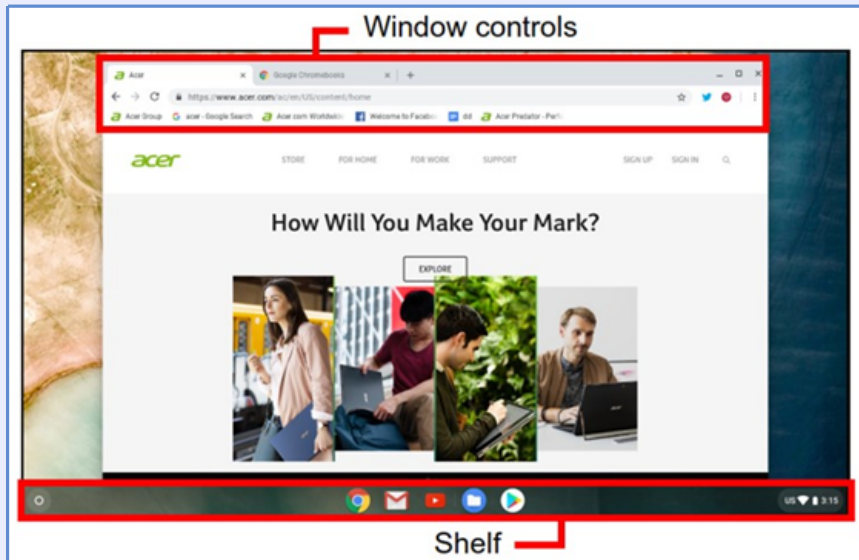 Window controls
Acer
Google Chromebooks
https://www.acer.com/ac/en/US/content/home
Acer Group
acer - Google Search
Acer.com Worldwide
Welcome to Facebo
dd
Acer Predator - Perfo
acer STORE FOR HOME FOR WORK SUPPORT SIGN UP SIGN IN
How Will You Make Your Mark?
EXPLORE
US 3:15
Shelf